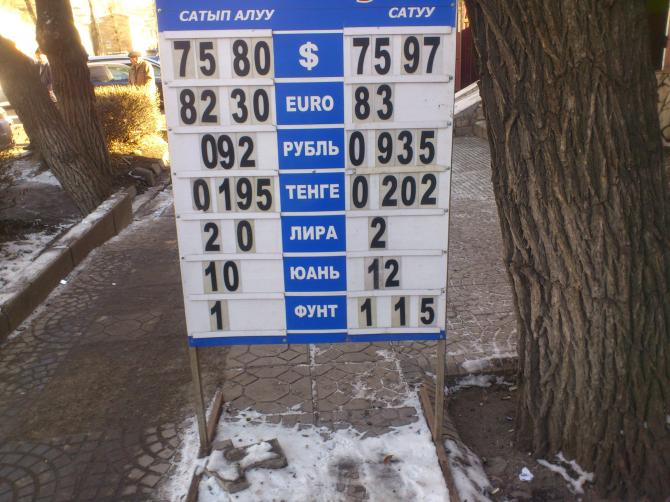 САТЫП АЛУУ САТУУ
75 80 $ 75 97
82 30 EURO 83
092 РУБЛЬ 0 935
0 195 ТЕНГЕ 0 202
2 0 ЛИРА 2
10 ЮАНЬ 12
1 ФУНТ 1 1 5